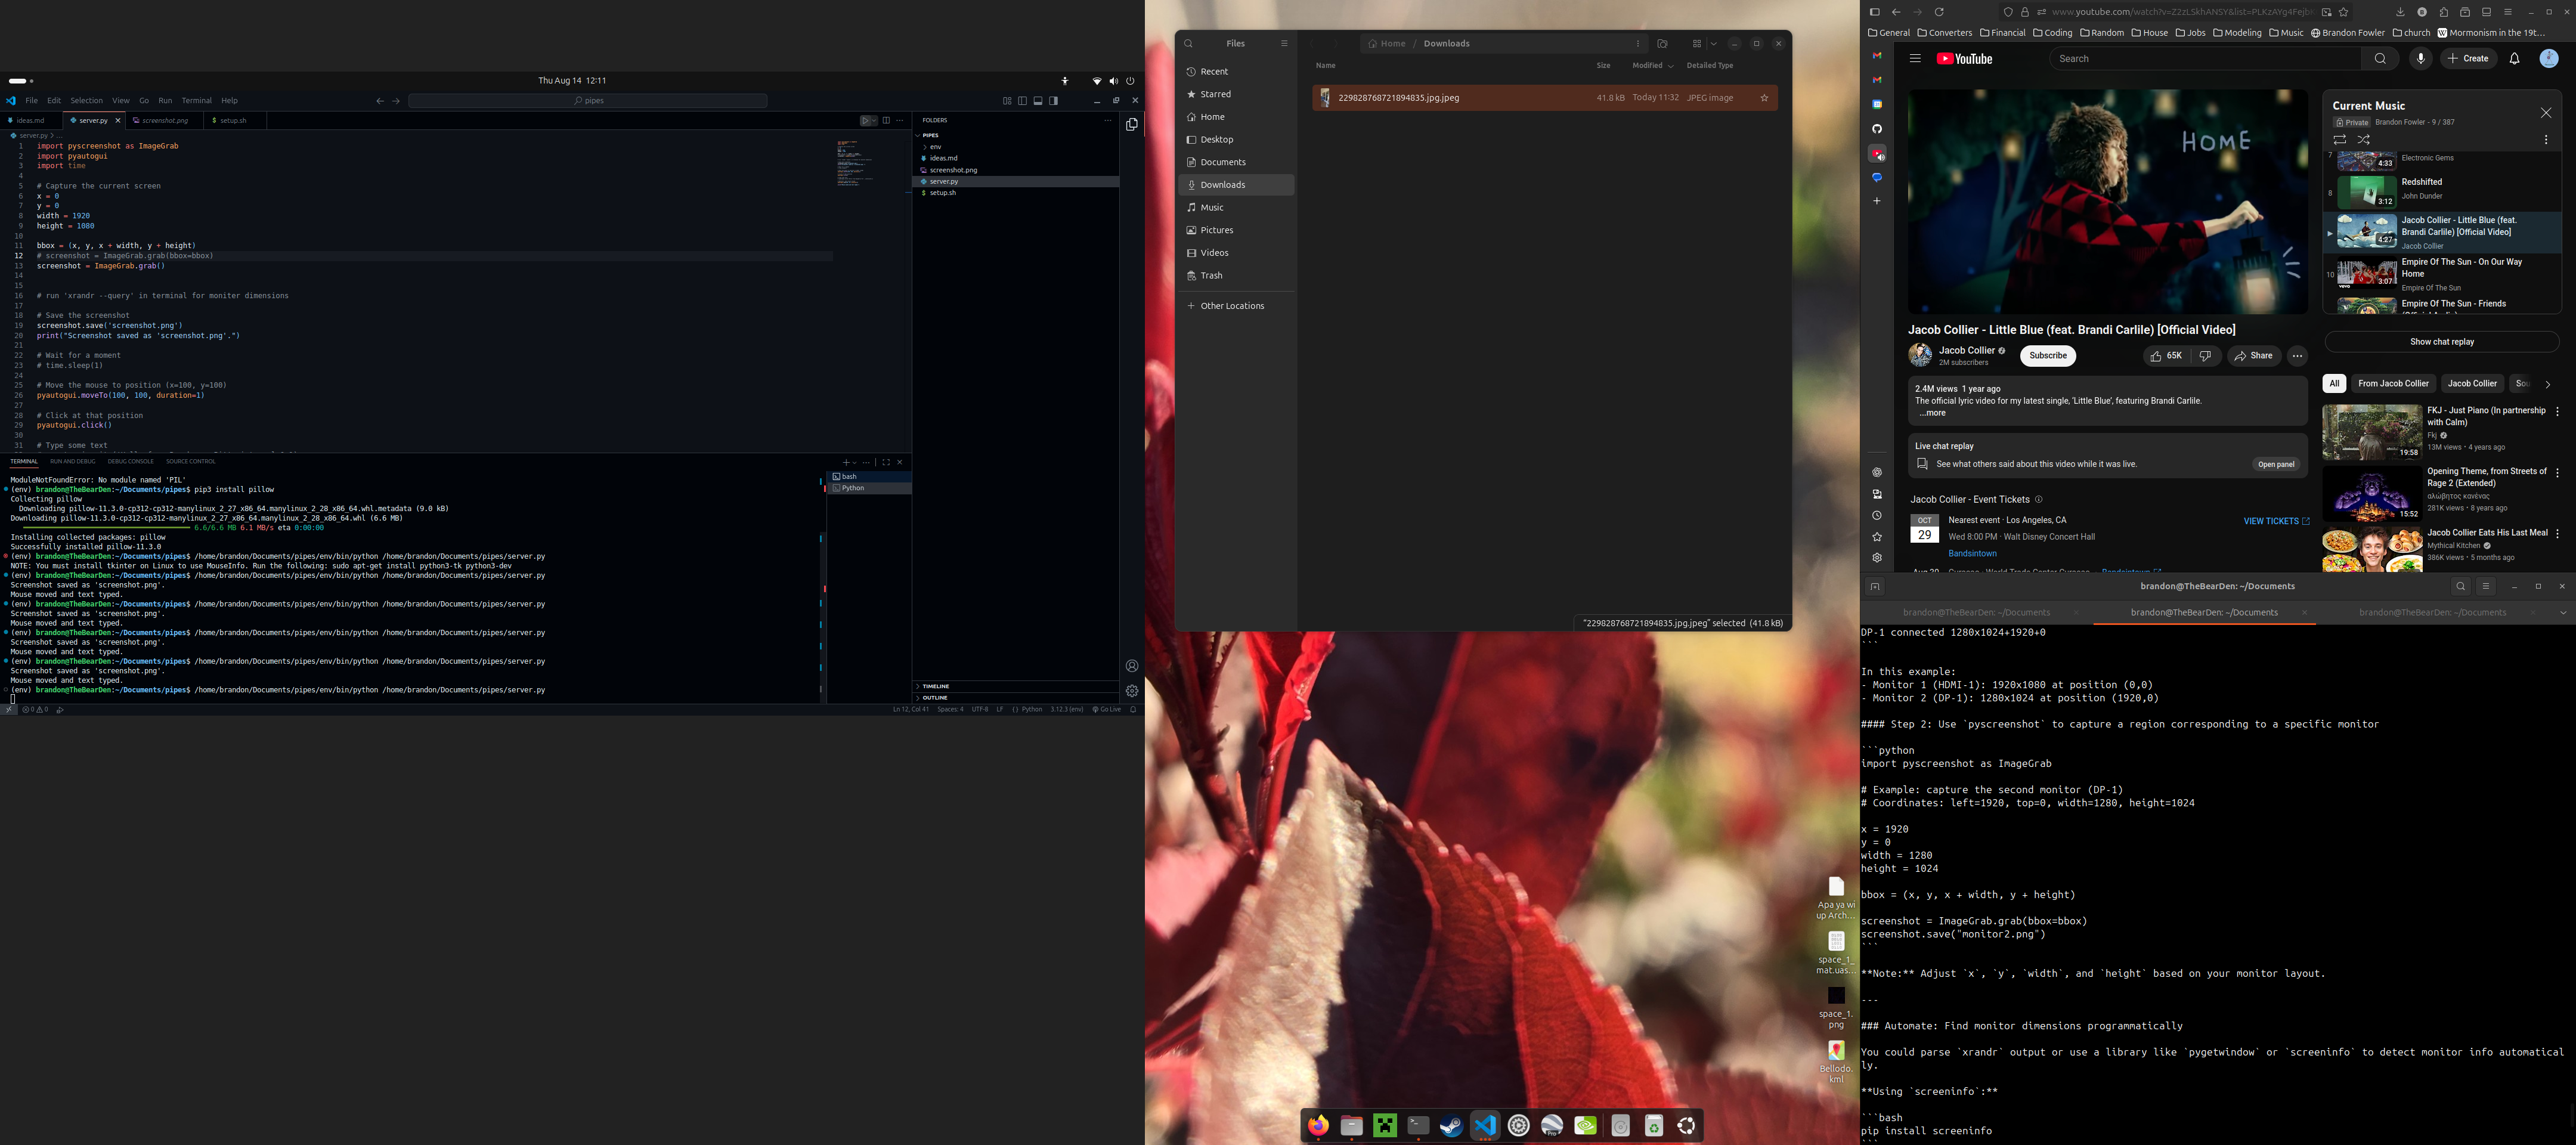 Thu Aug 14 12:11
File Edit Selection View Go Run Terminal Help
pipes
ideas.md
server.py
screenshot.png
setup.sh
server.py > ...
1 import pyscreenshot as ImageGrab
2 import pyautogui
3 import time
4
5 # Capture the current screen
6 x = 0
7 y = 0
8 width = 1920
9 height = 1080
10
11 bbox = (x, y, x + width, y + height)
12 # screenshot = ImageGrab.grab(bbox=bbox)
13 screenshot = ImageGrab.grab()
14
15
16 # run 'xrandr --query' in terminal for moniter dimensions
17
18 # Save the screenshot
19 screenshot.save('screenshot.png')
20 print("Screenshot saved as 'screenshot.png'.")
21
22 # Wait for a moment
23 # time.sleep(1)
24
25 # Move the mouse to position (x=100, y=100)
26 pyautogui.moveTo(100, 100, duration=1)
27
28 # Click at that position
29 pyautogui.click()
30
31 # Type some text
FOLDERS
PIPES
env
ideas.md
screenshot.png
server.py
setup.sh
TIMELINE
OUTLINE
TERMINAL RUN AND DEBUG DEBUG CONSOLE SOURCE CONTROL
bash
Python
ModuleNotFoundError: No module named 'PIL'
(env) brandon@TheBearDen:~/Documents/pipes$ pip3 install pillow
Collecting pillow
Downloading pillow-11.3.0-cp312-cp312-manylinux_2_27_x86_64.manylinux_2_28_x86_64.whl.metadata (9.0 kB)
Downloading pillow-11.3.0-cp312-cp312-manylinux_2_27_x86_64.manylinux_2_28_x86_64.whl (6.6 MB)
6.6/6.6 MB 6.1 MB/s eta 0:00:00
Installing collected packages: pillow
Successfully installed pillow-11.3.0
(env) brandon@TheBearDen:~/Documents/pipes$ /home/brandon/Documents/pipes/env/bin/python /home/brandon/Documents/pipes/server.py
NOTE: You must install tkinter on Linux to use MouseInfo. Run the following: sudo apt-get install python3-tk python3-dev
(env) brandon@TheBearDen:~/Documents/pipes$ /home/brandon/Documents/pipes/env/bin/python /home/brandon/Documents/pipes/server.py
Screenshot saved as 'screenshot.png'.
Mouse moved and text typed.
(env) brandon@TheBearDen:~/Documents/pipes$ /home/brandon/Documents/pipes/env/bin/python /home/brandon/Documents/pipes/server.py
Screenshot saved as 'screenshot.png'.
Mouse moved and text typed.
(env) brandon@TheBearDen:~/Documents/pipes$ /home/brandon/Documents/pipes/env/bin/python /home/brandon/Documents/pipes/server.py
Screenshot saved as 'screenshot.png'.
Mouse moved and text typed.
(env) brandon@TheBearDen:~/Documents/pipes$ /home/brandon/Documents/pipes/env/bin/python /home/brandon/Documents/pipes/server.py
Screenshot saved as 'screenshot.png'.
Mouse moved and text typed.
(env) brandon@TheBearDen:~/Documents/pipes$ /home/brandon/Documents/pipes/env/bin/python /home/brandon/Documents/pipes/server.py
0 0 Ln 12, Col 41 Spaces: 4 UTF-8 LF {} Python 3.12.3 (env) Go Live
Files
Home / Downloads
Name Size Modified Detailed Type
229828768721894835.jpg.jpeg 41.8 kB Today 11:32 JPEG image
Recent
Starred
Home
Desktop
Documents
Downloads
Music
Pictures
Videos
Trash
Other Locations
"229828768721894835.jpg.jpeg" selected (41.8 kB)
Apa ya wi
up Arch…
space_1_
mat.uas…
space_1.
png
Bellodo.
kml
Pro
www.youtube.com/watch?v=Z2zLSkhANSY&list=PLKzAYg4Fejb
General Converters Financial Coding Random House Jobs Modeling Music Brandon Fowler church Mormonism in the 19t…
YouTube
Search
Create
HOME
Jacob Collier - Little Blue (feat. Brandi Carlile) [Official Video]
Jacob Collier
2M subscribers
Subscribe
65K
Share
2.4M views 1 year ago
The official lyric video for my latest single, 'Little Blue', featuring Brandi Carlile.
...more
Live chat replay
See what others said about this video while it was live.
Open panel
Jacob Collier - Event Tickets
OCT
29
Nearest event · Los Angeles, CA
Wed 8:00 PM · Walt Disney Concert Hall
Bandsintown
VIEW TICKETS
Current Music
Private Brandon Fowler - 9 / 387
7
4:33
Electronic Gems
8
3:12
Redshifted
John Dunder
4:27
Jacob Collier - Little Blue (feat.
Brandi Carlile) [Official Video]
Jacob Collier
10
3:07
Empire Of The Sun - On Our Way
Home
Empire Of The Sun
Empire Of The Sun - Friends
Show chat replay
All From Jacob Collier Jacob Collier Sou
FKJ - Just Piano (In partnership
with Calm)
Fkj
13M views · 4 years ago
19:58
Opening Theme, from Streets of
Rage 2 (Extended)
αλώβητος κανένας
281K views · 8 years ago
15:52
Jacob Collier Eats His Last Meal
Mythical Kitchen
386K views · 5 months ago
brandon@TheBearDen: ~/Documents
brandon@TheBearDen: ~/Documents
brandon@TheBearDen: ~/Documents
brandon@TheBearDen: ~/Documents
DP-1 connected 1280x1024+1920+0
```
In this example:
- Monitor 1 (HDMI-1): 1920x1080 at position (0,0)
- Monitor 2 (DP-1): 1280x1024 at position (1920,0)
#### Step 2: Use `pyscreenshot` to capture a region corresponding to a specific monitor
```python
import pyscreenshot as ImageGrab
# Example: capture the second monitor (DP-1)
# Coordinates: left=1920, top=0, width=1280, height=1024
x = 1920
y = 0
width = 1280
height = 1024
bbox = (x, y, x + width, y + height)
screenshot = ImageGrab.grab(bbox=bbox)
screenshot.save("monitor2.png")
```
**Note:** Adjust `x`, `y`, `width`, and `height` based on your monitor layout.
---
### Automate: Find monitor dimensions programmatically
You could parse `xrandr` output or use a library like `pygetwindow` or `screeninfo` to detect monitor info automatical
ly.
**Using `screeninfo`:**
```bash
pip install screeninfo
```